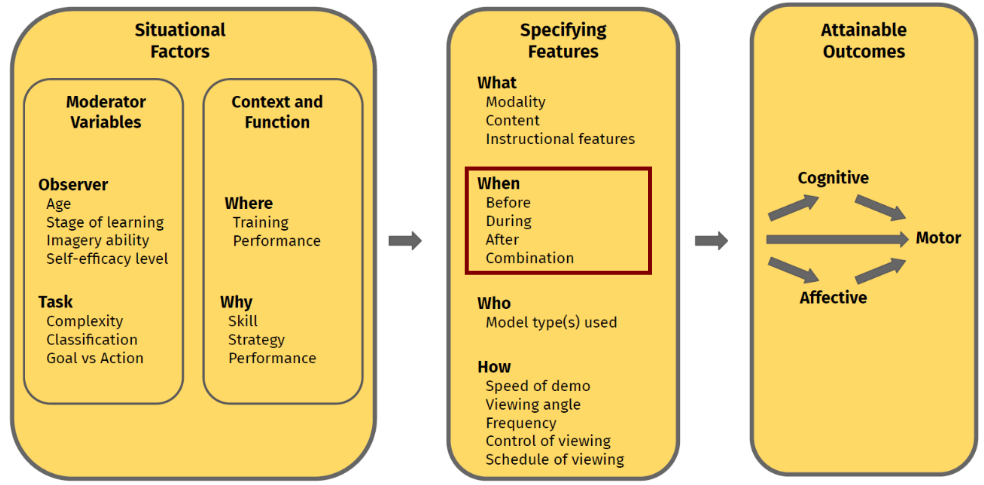 Situational
Factors
Moderator
Variables
Observer
Age
Stage of learning
Imagery ability
Self-efficacy level
Task
Complexity
Classification
Goal vs Action
Context and
Function
Where
Training
Performance
Why
Skill
Strategy
Performance
Specifying
Features
What
Modality
Content
Instructional features
When
Before
During
After
Combination
Who
Model type(s) used
How
Speed of demo
Viewing angle
Frequency
Control of viewing
Schedule of viewing
Attainable
Outcomes
Cognitive
Motor
Affective